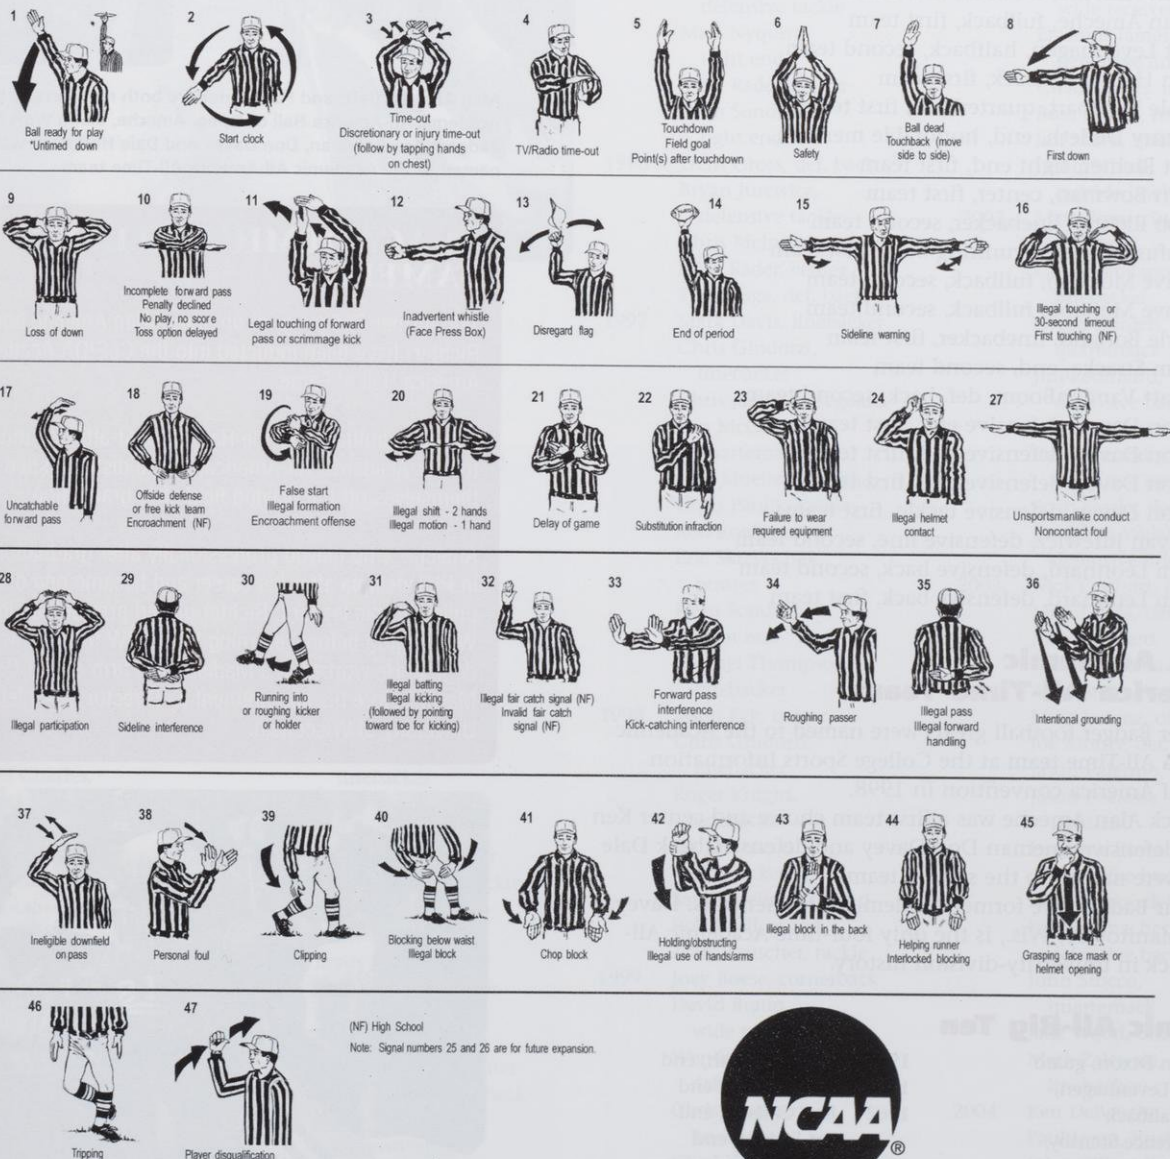 1
2
3
4
5
6
7
8
Ball ready for play
*Untimed down
Start clock
Time-out
Discretionary or injury time-out
(follow by tapping hands
on chest)
TV/Radio time-out
Touchdown
Field goal
Point(s) after touchdown
Safety
Ball dead
Touchback (move
side to side)
First down
9
10
11
12
13
14
15
16
Loss of down
Incomplete forward pass
Penalty declined
No play, no score
Toss option delayed
Legal touching of forward
pass or scrimmage kick
Inadvertent whistle
(Face Press Box)
Disregard flag
End of period
Sideline warning
Illegal touching or
30-second timeout
First touching (NF)
17
18
19
20
21
22
23
24
27
Uncatchable
forward pass
Offside defense
or free kick team
Encroachment (NF)
False start
Illegal formation
Encroachment offense
Illegal shift - 2 hands
Illegal motion - 1 hand
Delay of game
Substitution infraction
Failure to wear
required equipment
Illegal helmet
contact
Unsportsmanlike conduct
Noncontact foul
28
29
30
31
32
33
34
35
36
Illegal participation
Sideline interference
Running into
or roughing kicker
or holder
Illegal batting
Illegal kicking
(followed by pointing
toward toe for kicking)
Illegal fair catch signal (NF)
Invalid fair catch
signal (NF)
Forward pass
interference
Kick-catching interference
Roughing passer
Illegal pass
Illegal forward
handling
Intentional grounding
37
38
39
40
41
42
43
44
45
Ineligible downfield
on pass
Personal foul
Clipping
Blocking below waist
Illegal block
Chop block
Holding/obstructing
Illegal use of hands/arms
Illegal block in the back
Helping runner
Interlocked blocking
Grasping face mask or
helmet opening
46
47
Tripping
Player disqualification
(NF) High School
Note: Signal numbers 25 and 26 are for future expansion.
NCAA
®